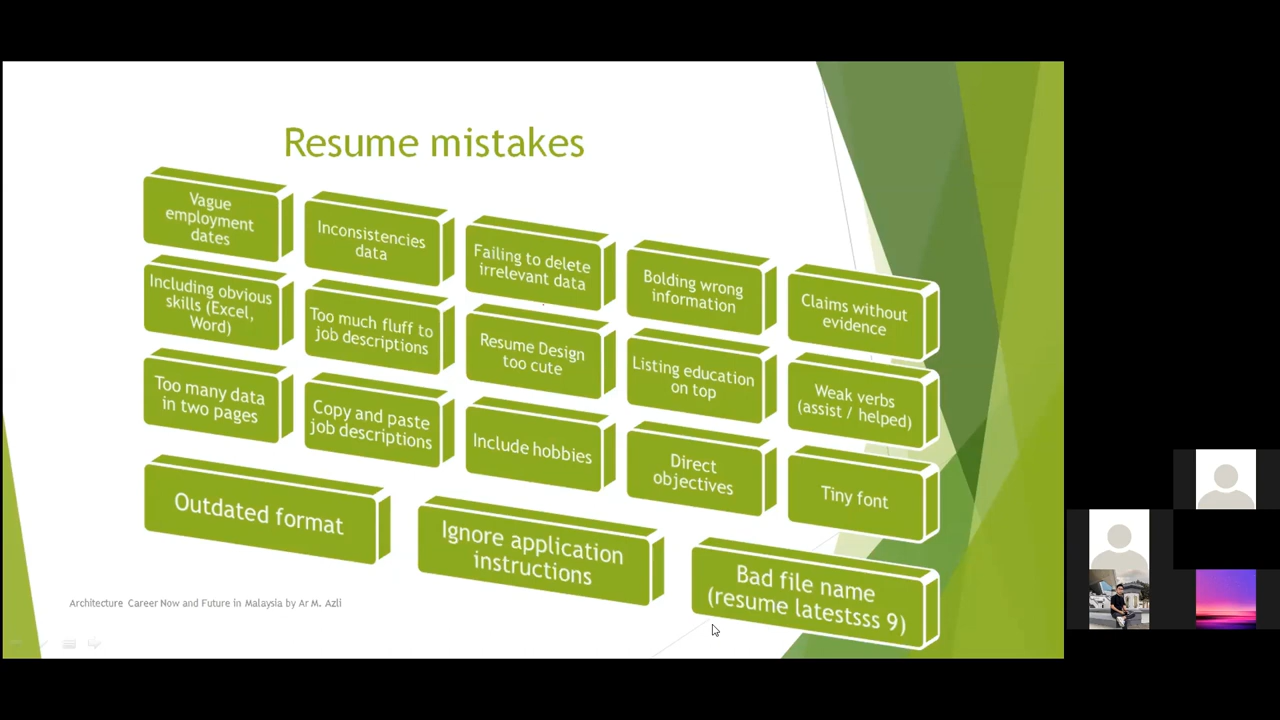 Resume mistakes
Vague
employment
dates
Inconsistencies
data
Failing to delete
irrelevant data
Bolding wrong
information
Claims without
evidence
Including obvious
skills (Excel,
Word)
Too much fluff to
job descriptions
Resume Design
too cute
Listing education
on top
Weak verbs
(assist / helped)
Too many data
in two pages
Copy and paste
job descriptions
Include hobbies
Direct
objectives
Tiny font
Outdated format
Ignore application
instructions
Bad file name
(resume latestsss 9)
Architecture Career Now and Future in Malaysia by Ar M. Azli